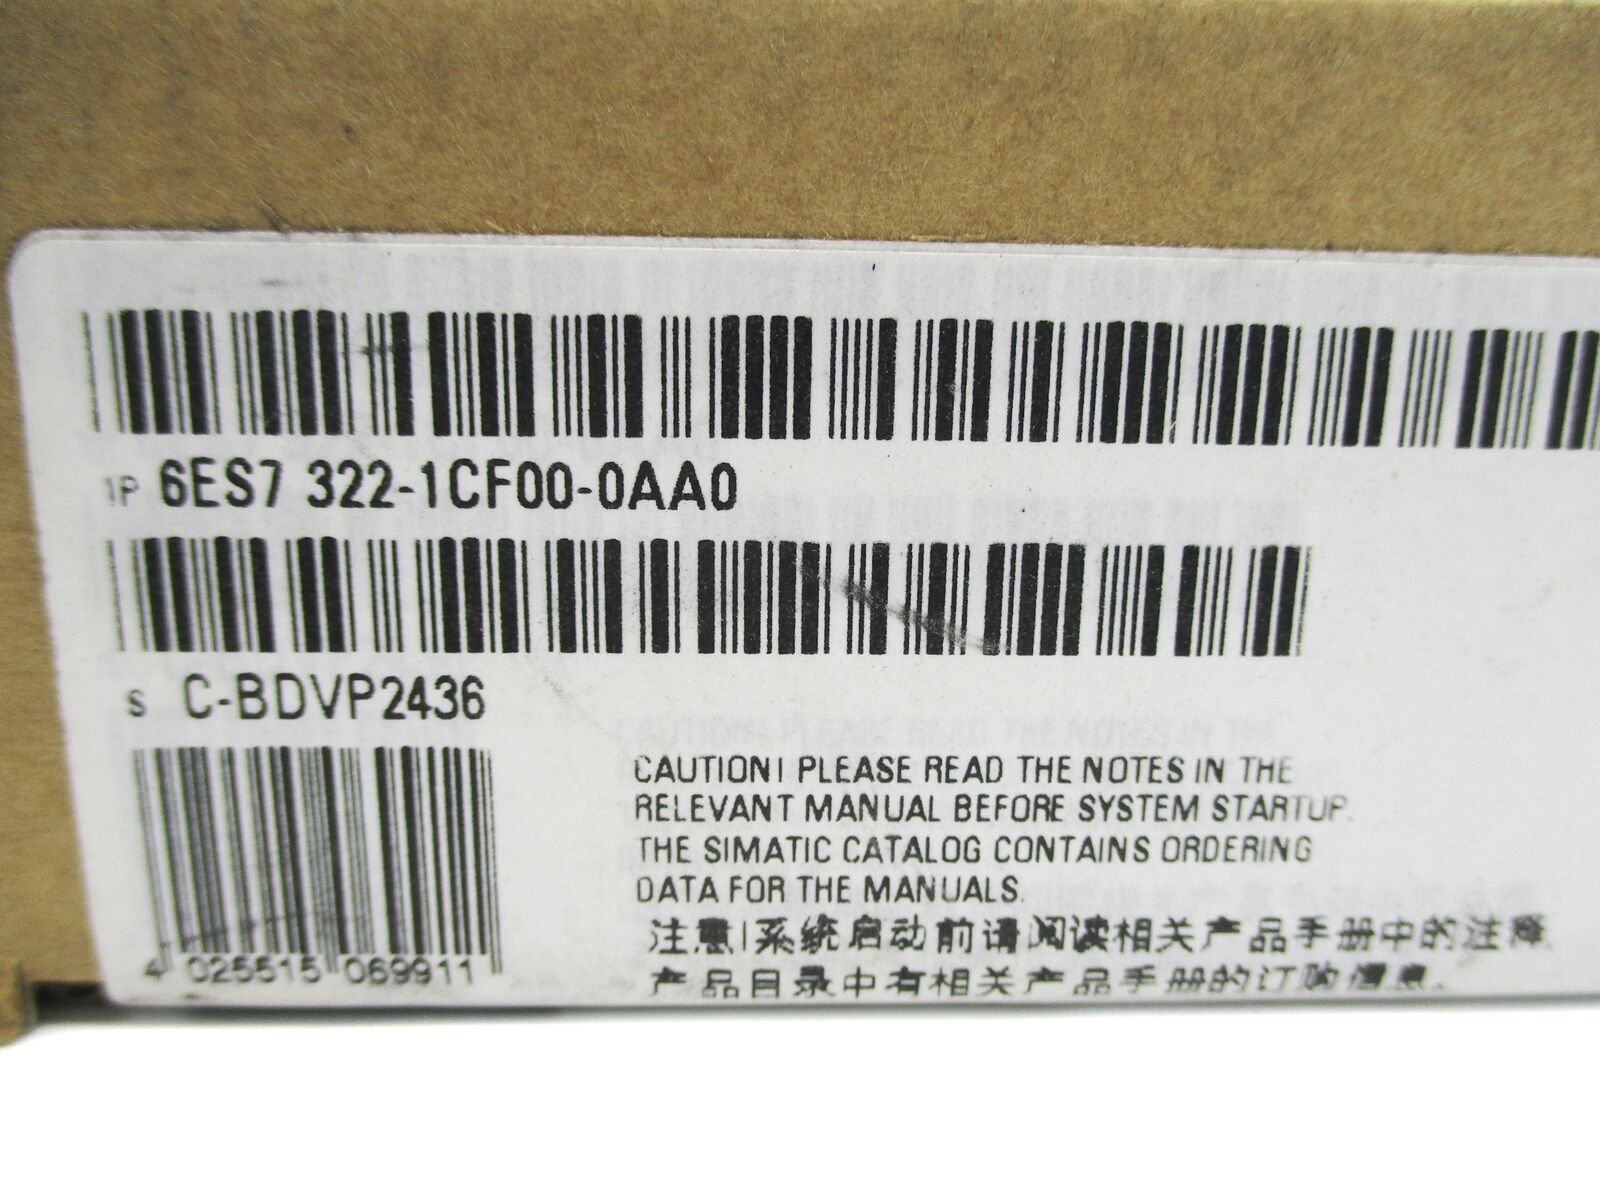 1P 6ES7 322-1CF00-0AA0
S C-BDVP2436
4 025515 069911
CAUTION! PLEASE READ THE NOTES IN THE
RELEVANT MANUAL BEFORE SYSTEM STARTUP.
THE SIMATIC CATALOG CONTAINS ORDERING
DATA FOR THE MANUALS.
注意!系统启动前请阅读相关产品手册中的注释
产品目录中有相关产品手册的订购信息.